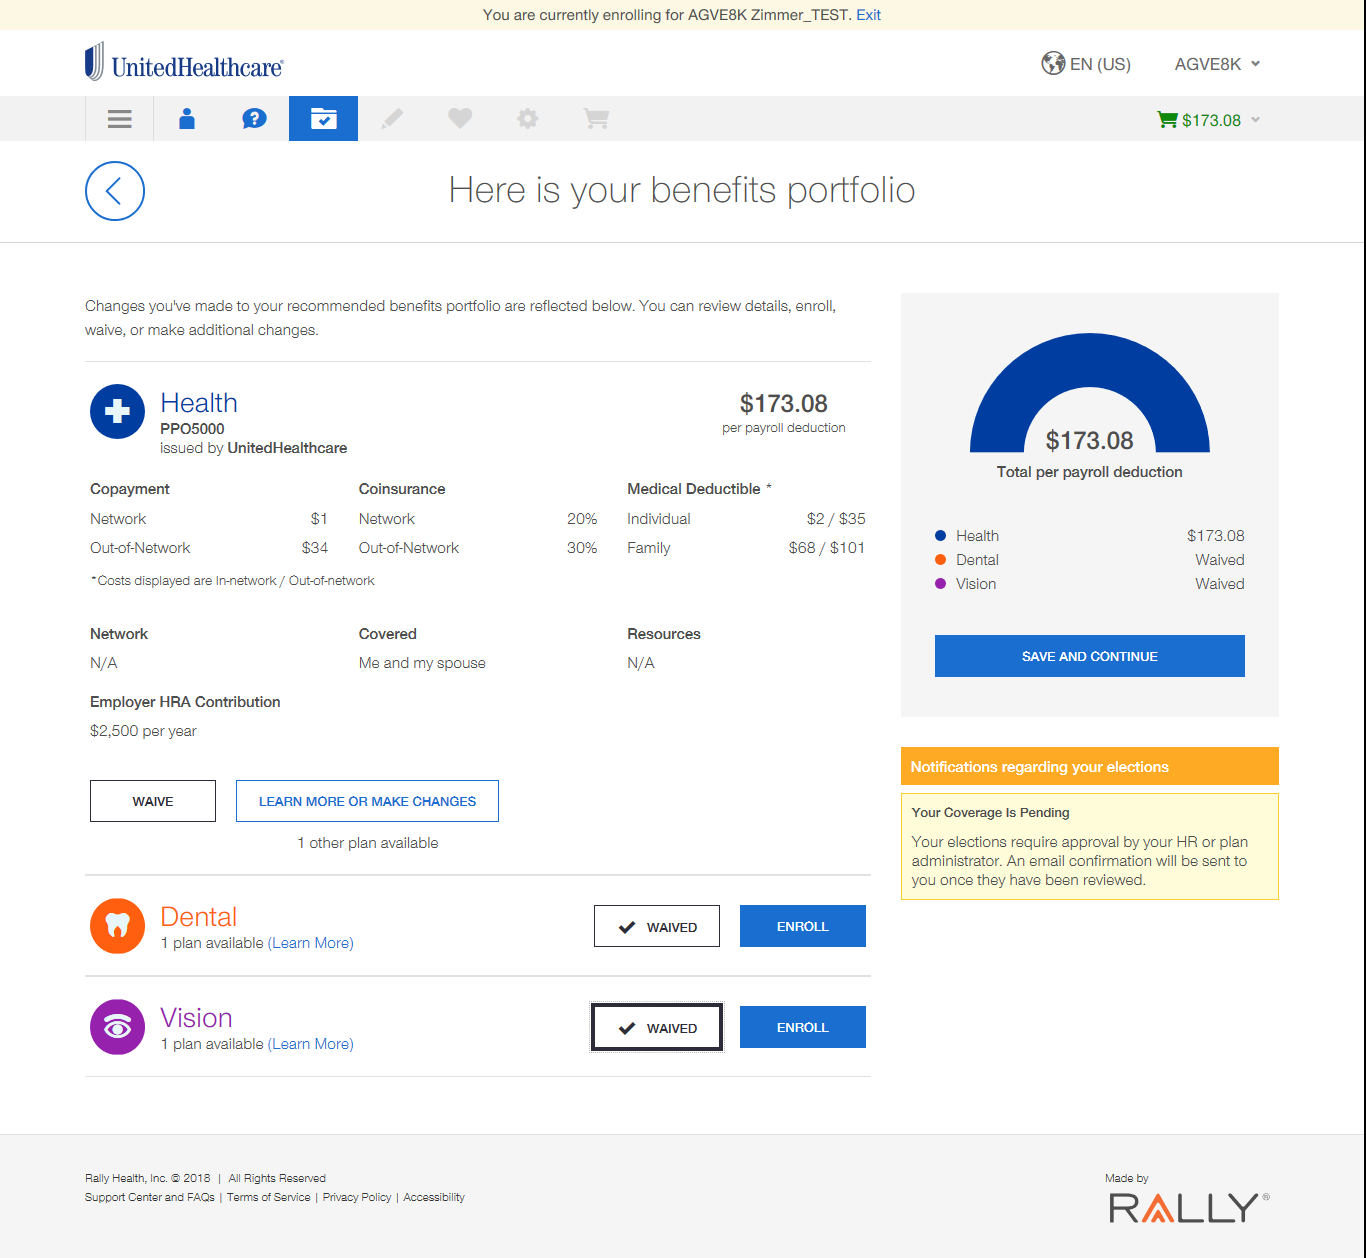 You are currently enrolling for AGVE8K Zimmer_TEST. Exit
UnitedHealthcare®
EN (US)
AGVE8K
$173.08
Here is your benefits portfolio
Changes you've made to your recommended benefits portfolio are reflected below. You can review details, enroll,
waive, or make additional changes.
Health
PPO5000
issued by UnitedHealthcare
$173.08
per payroll deduction
Copayment
Network $1
Out-of-Network $34
Coinsurance
Network 20%
Out-of-Network 30%
Medical Deductible *
Individual $2 / $35
Family $68 / $101
*Costs displayed are In-network / Out-of-network
Network
N/A
Covered
Me and my spouse
Resources
N/A
Employer HRA Contribution
$2,500 per year
WAIVE
LEARN MORE OR MAKE CHANGES
1 other plan available
Dental
1 plan available (Learn More)
WAIVED
ENROLL
Vision
1 plan available (Learn More)
WAIVED
ENROLL
$173.08
Total per payroll deduction
Health $173.08
Dental Waived
Vision Waived
SAVE AND CONTINUE
Notifications regarding your elections
Your Coverage Is Pending
Your elections require approval by your HR or plan
administrator. An email confirmation will be sent to
you once they have been reviewed.
Rally Health, Inc. © 2018 | All Rights Reserved
Support Center and FAQs | Terms of Service | Privacy Policy | Accessibility
Made by
RALLY®